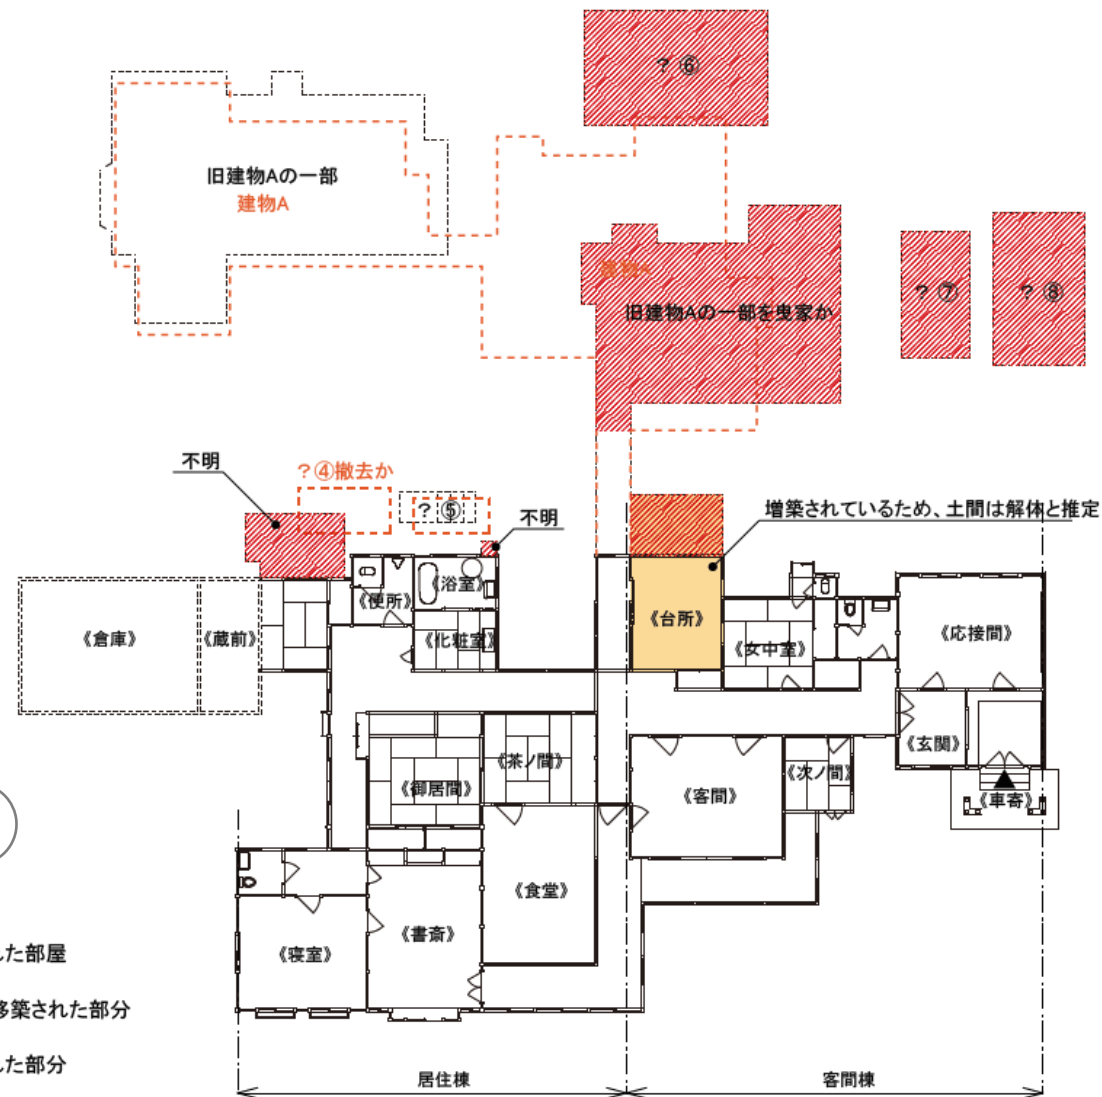 ? ⑥
旧建物Aの一部
建物A
建物A
旧建物Aの一部を曳家か
? ⑦
? ⑧
不明
? ④撤去か
? ⑤
不明
増築されているため、土間は解体と推定
《倉庫》
《蔵前》
《便所》
《浴室》
《化粧室》
《台所》
《女中室》
《応接間》
《玄関》
《車寄》
《御居間》
《茶ノ間》
《客間》
《次ノ間》
《食堂》
《書斎》
《寝室》
た部屋
移築された部分
た部分
居住棟
客間棟